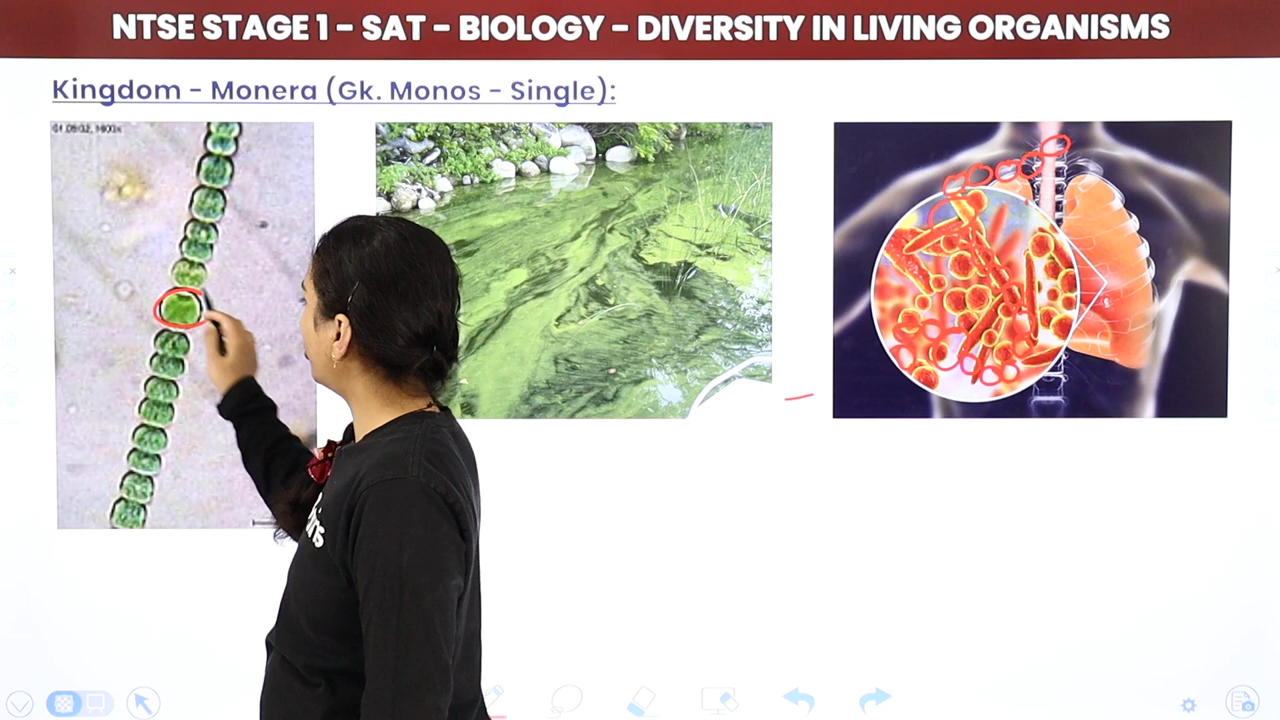 NTSE STAGE 1 – SAT – BIOLOGY – DIVERSITY IN LIVING ORGANISMS
Kingdom – Monera (Gk. Monos – Single):